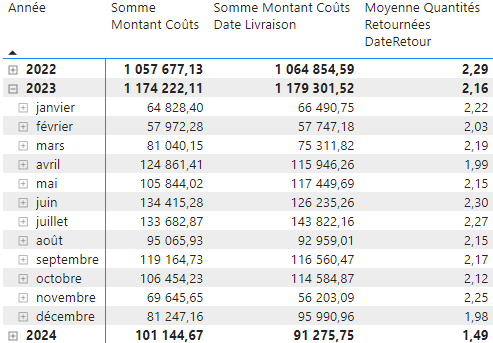 Année Somme Somme Montant Coûts Moyenne Quantités
Montant Coûts Date Livraison Retournées
DateRetour
2022 1 057 677,13 1 064 854,59 2,29
2023 1 174 222,11 1 179 301,52 2,16
janvier 64 828,40 66 490,75 2,22
février 57 972,28 57 747,18 2,03
mars 81 040,15 75 311,82 2,19
avril 124 861,41 115 946,26 1,99
mai 105 844,02 117 449,69 2,15
juin 134 415,28 126 235,26 2,30
juillet 133 682,87 143 822,16 2,27
août 95 065,93 92 959,01 2,15
septembre 119 164,73 116 560,47 2,17
octobre 106 454,23 114 584,87 2,12
novembre 69 645,65 56 203,09 2,25
décembre 81 247,16 95 990,96 1,98
2024 101 144,67 91 275,75 1,49